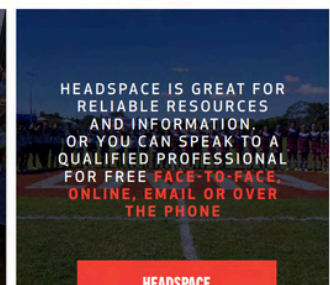 HEADSPACE IS GREAT FOR
RELIABLE RESOURCES
AND INFORMATION.
OR YOU CAN SPEAK TO A
QUALIFIED PROFESSIONAL
FOR FREE FACE-TO-FACE,
ONLINE, EMAIL OR OVER
THE PHONE
HEADSPACE